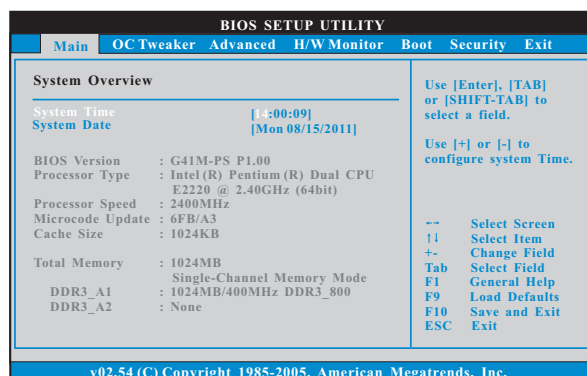 BIOS SETUP UTILITY
Main OC Tweaker Advanced H/W Monitor Boot Security Exit
System Overview
System Time [14:00:09]
System Date [Mon 08/15/2011]
BIOS Version : G41M-PS P1.00
Processor Type : Intel (R) Pentium (R) Dual CPU
E2220 @ 2.40GHz (64bit)
Processor Speed : 2400MHz
Microcode Update : 6FB/A3
Cache Size : 1024KB
Total Memory : 1024MB
Single-Channel Memory Mode
DDR3_A1 : 1024MB/400MHz DDR3_800
DDR3_A2 : None
Use [Enter], [TAB]
or [SHIFT-TAB] to
select a field.
Use [+] or [-] to
configure system Time.
←→ Select Screen
↑↓ Select Item
+- Change Field
Tab Select Field
F1 General Help
F9 Load Defaults
F10 Save and Exit
ESC Exit
v02.54 (C) Copyright 1985-2005, American Megatrends, Inc.